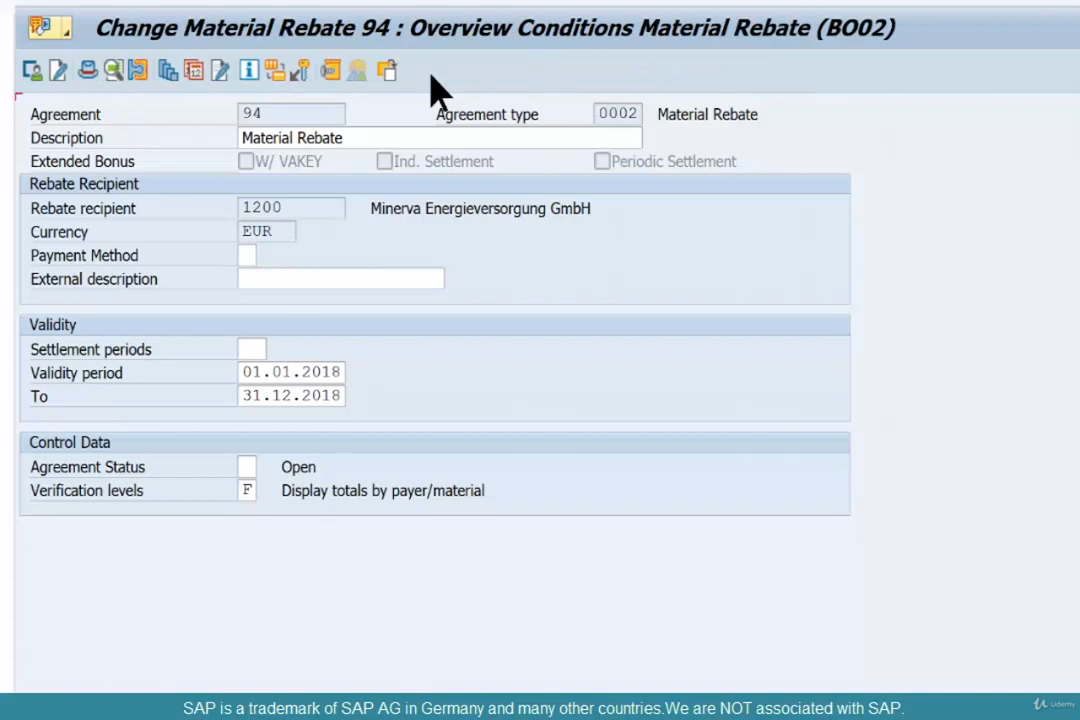 Change Material Rebate 94 : Overview Conditions Material Rebate (BO02)
Agreement 94 Agreement type 0002 Material Rebate
Description Material Rebate
Extended Bonus W/ VAKEY Ind. Settlement Periodic Settlement
Rebate Recipient
Rebate recipient 1200 Minerva Energieversorgung GmbH
Currency EUR
Payment Method
External description
Validity
Settlement periods
Validity period 01.01.2018
To 31.12.2018
Control Data
Agreement Status Open
Verification levels F Display totals by payer/material
SAP is a trademark of SAP AG in Germany and many other countries.We are NOT associated with SAP.
Udemy